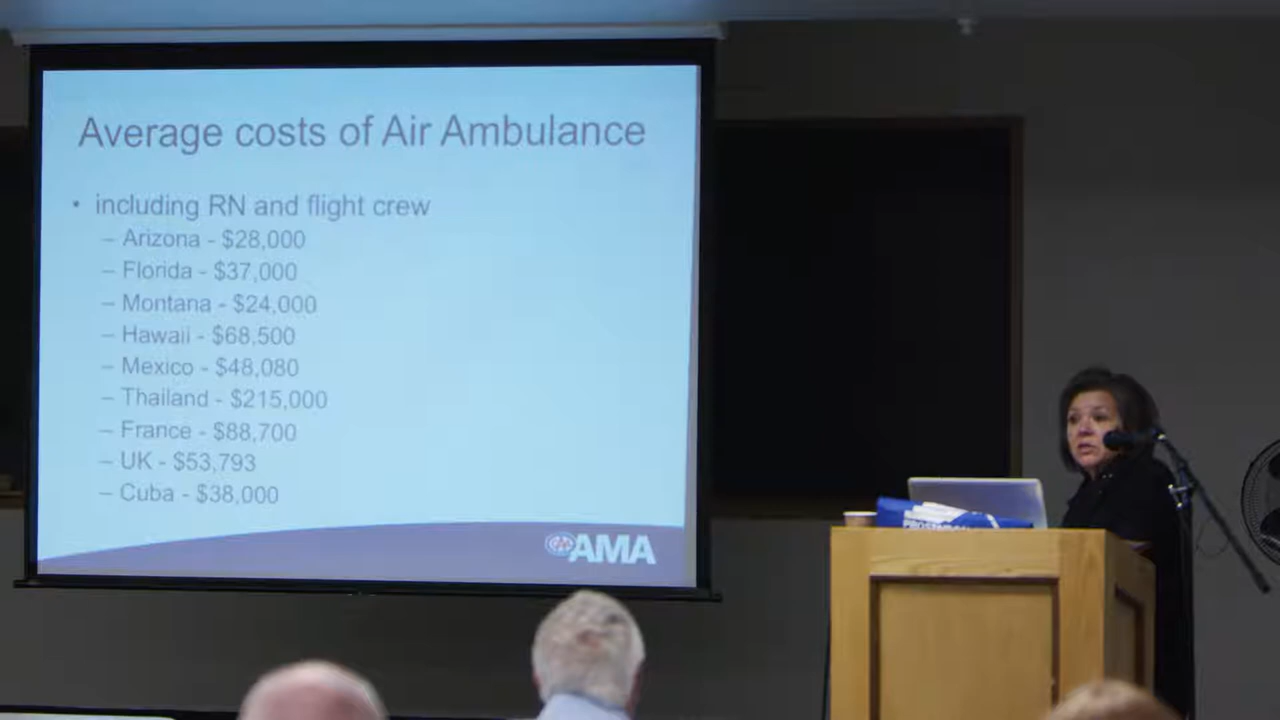 Average costs of Air Ambulance
• including RN and flight crew
– Arizona - $28,000
– Florida - $37,000
– Montana - $24,000
– Hawaii - $68,500
– Mexico - $48,080
– Thailand - $215,000
– France - $88,700
– UK - $53,793
– Cuba - $38,000
AMA